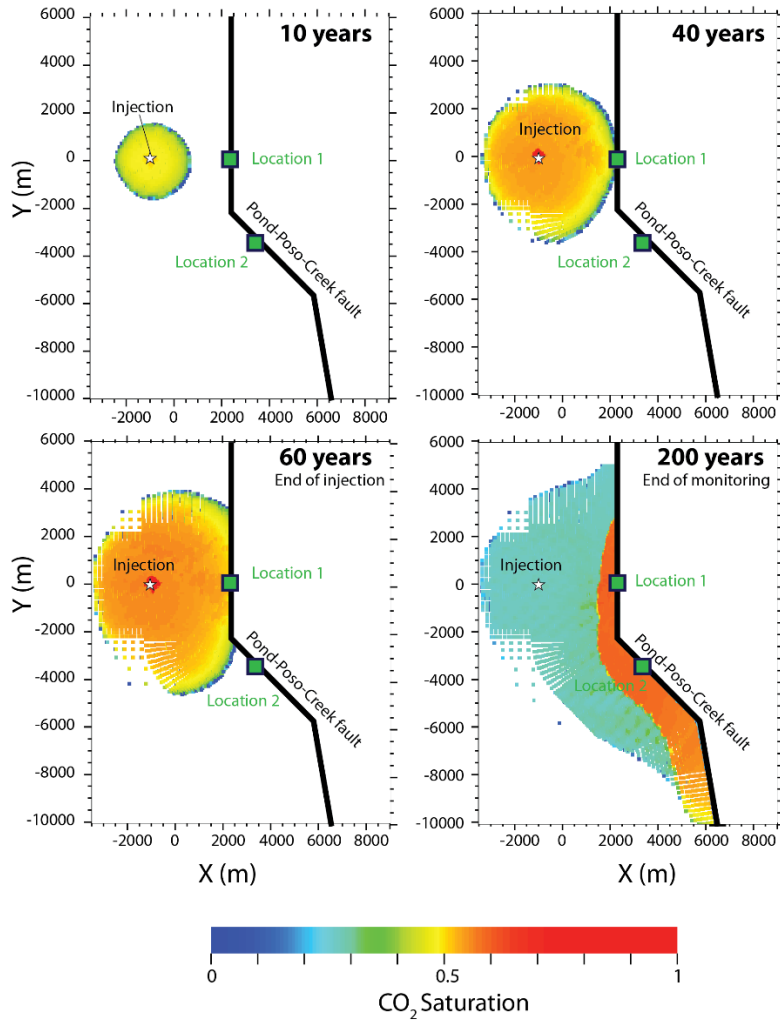 10 years
Injection
Location 1
Location 2
Pond-Poso-Creek fault
Y (m)
6000
4000
2000
0
-2000
-4000
-6000
-8000
-10000
-2000 0 2000 4000 6000 8000
40 years
Injection
Location 1
Location 2
Pond-Poso-Creek fault
6000
4000
2000
0
-2000
-4000
-6000
-8000
-10000
-2000 0 2000 4000 6000 8000
60 years
End of injection
Injection
Location 1
Location 2
Pond-Poso-Creek fault
Y (m)
6000
4000
2000
0
-2000
-4000
-6000
-8000
-10000
-2000 0 2000 4000 6000 8000
X (m)
200 years
End of monitoring
Injection
Location 1
Location 2
Pond-Poso-Creek fault
6000
4000
2000
0
-2000
-4000
-6000
-8000
-10000
-2000 0 2000 4000 6000 8000
X (m)
0 0.5 1
CO₂ Saturation